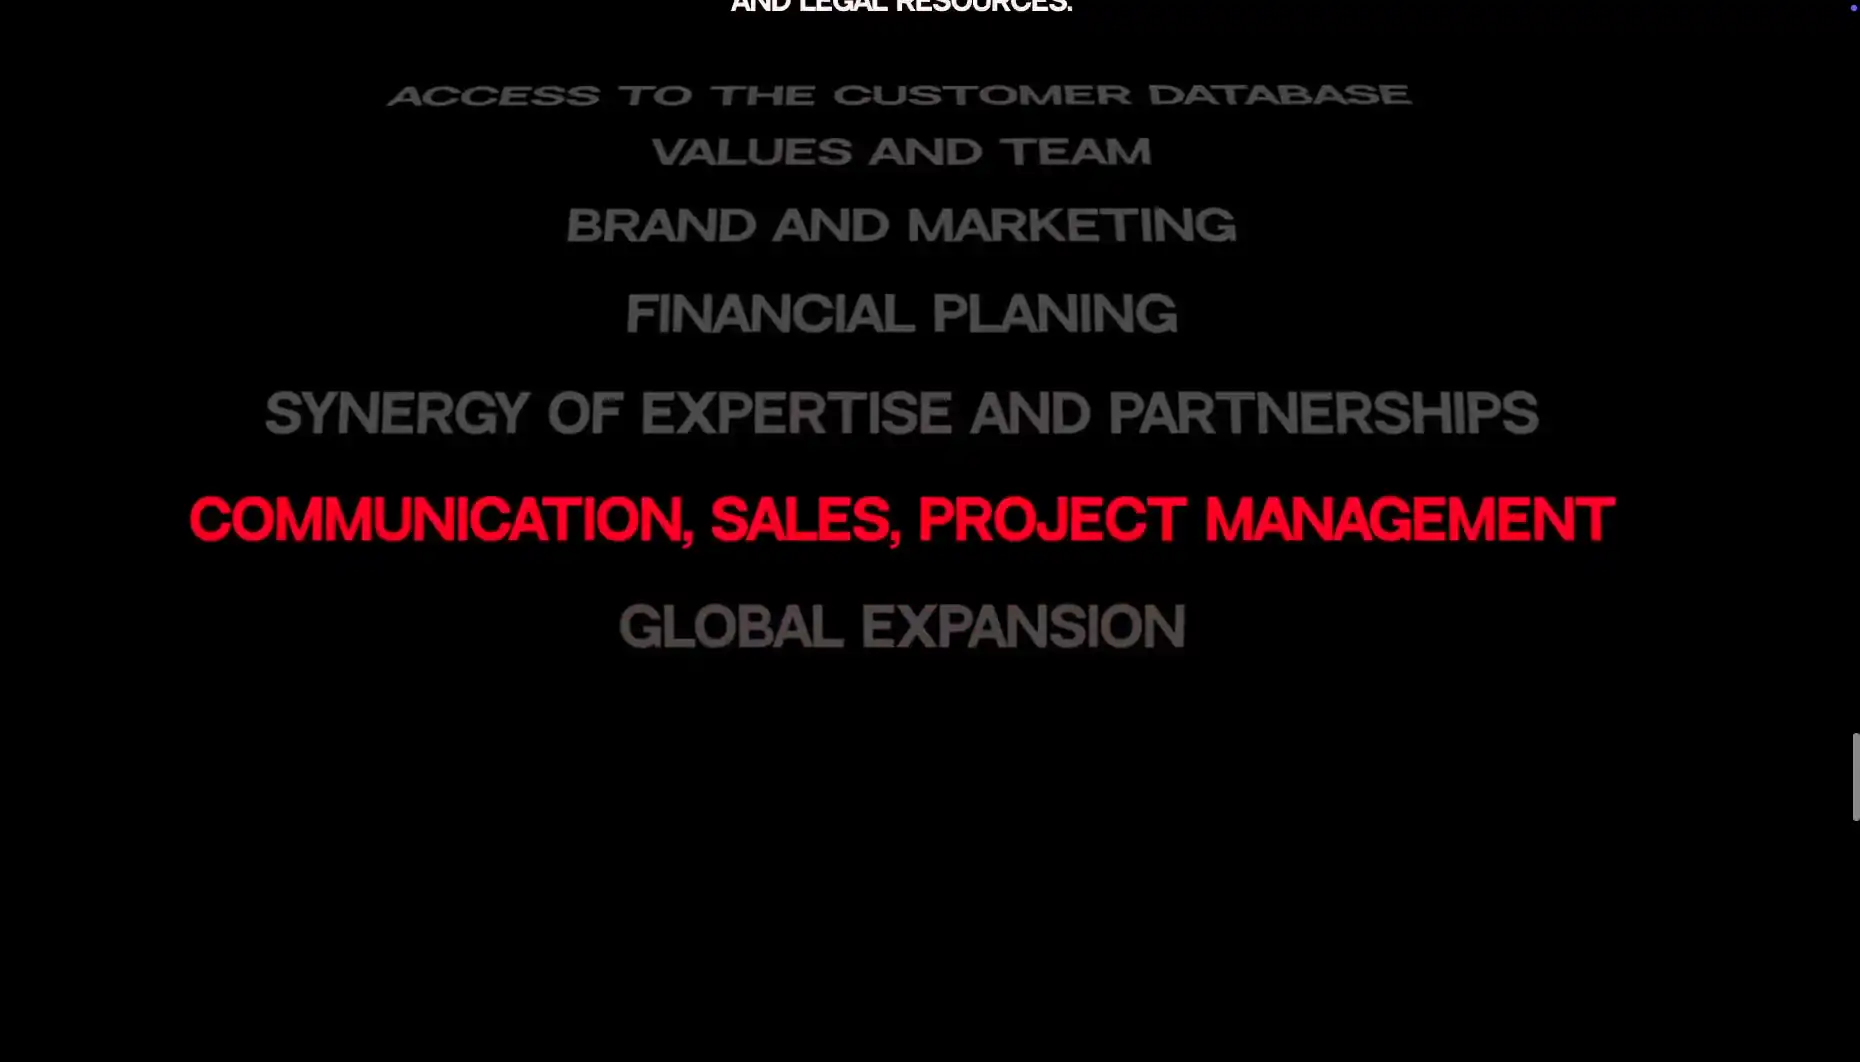 AND LEGAL RESOURCES.
ACCESS TO THE CUSTOMER DATABASE
VALUES AND TEAM
BRAND AND MARKETING
FINANCIAL PLANING
SYNERGY OF EXPERTISE AND PARTNERSHIPS
COMMUNICATION, SALES, PROJECT MANAGEMENT
GLOBAL EXPANSION